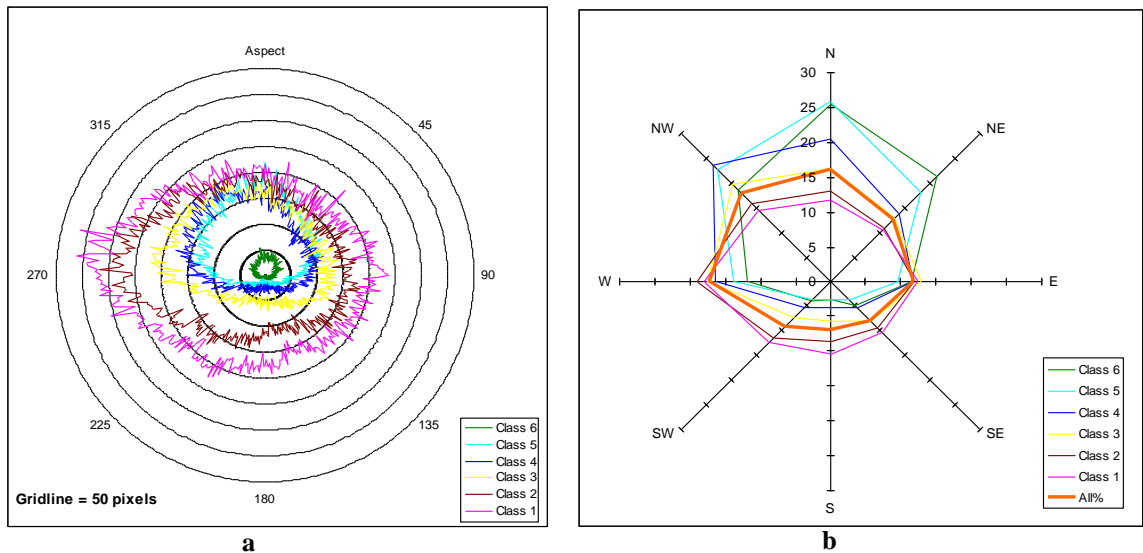 Aspect
315
45
270
90
225
135
180
Gridline = 50 pixels
Class 6
Class 5
Class 4
Class 3
Class 2
Class 1
a
N
30
25
20
15
10
5
0
NW
NE
W
E
SW
SE
S
Class 6
Class 5
Class 4
Class 3
Class 2
Class 1
All%
b